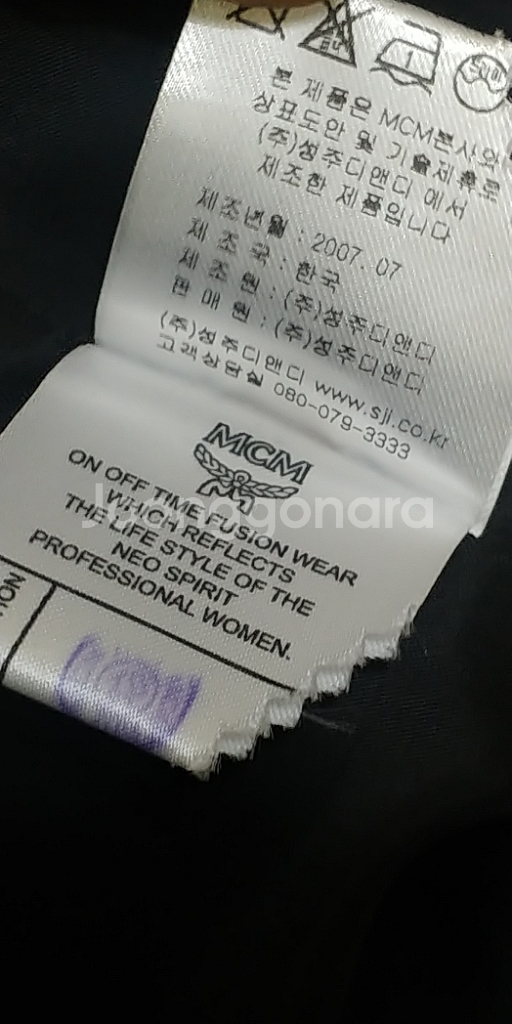 본 제품은 MCM본사와
상표도안 및 기술제휴로
(주)성주디앤디 에서
제조한 제품입니다
제조년월 : 2007. 07
제 조 국 : 한국
제 조 원 : (주)성주디앤디
판 매 원 : (주)성주디앤디
(주)성주디앤디 www.sji.co.kr
고객상담실 080-079-3333
MCM
ON OFF TIME FUSION WEAR
WHICH REFLECTS
THE LIFE STYLE OF THE
NEO SPIRIT
PROFESSIONAL WOMEN.
Joonggonara